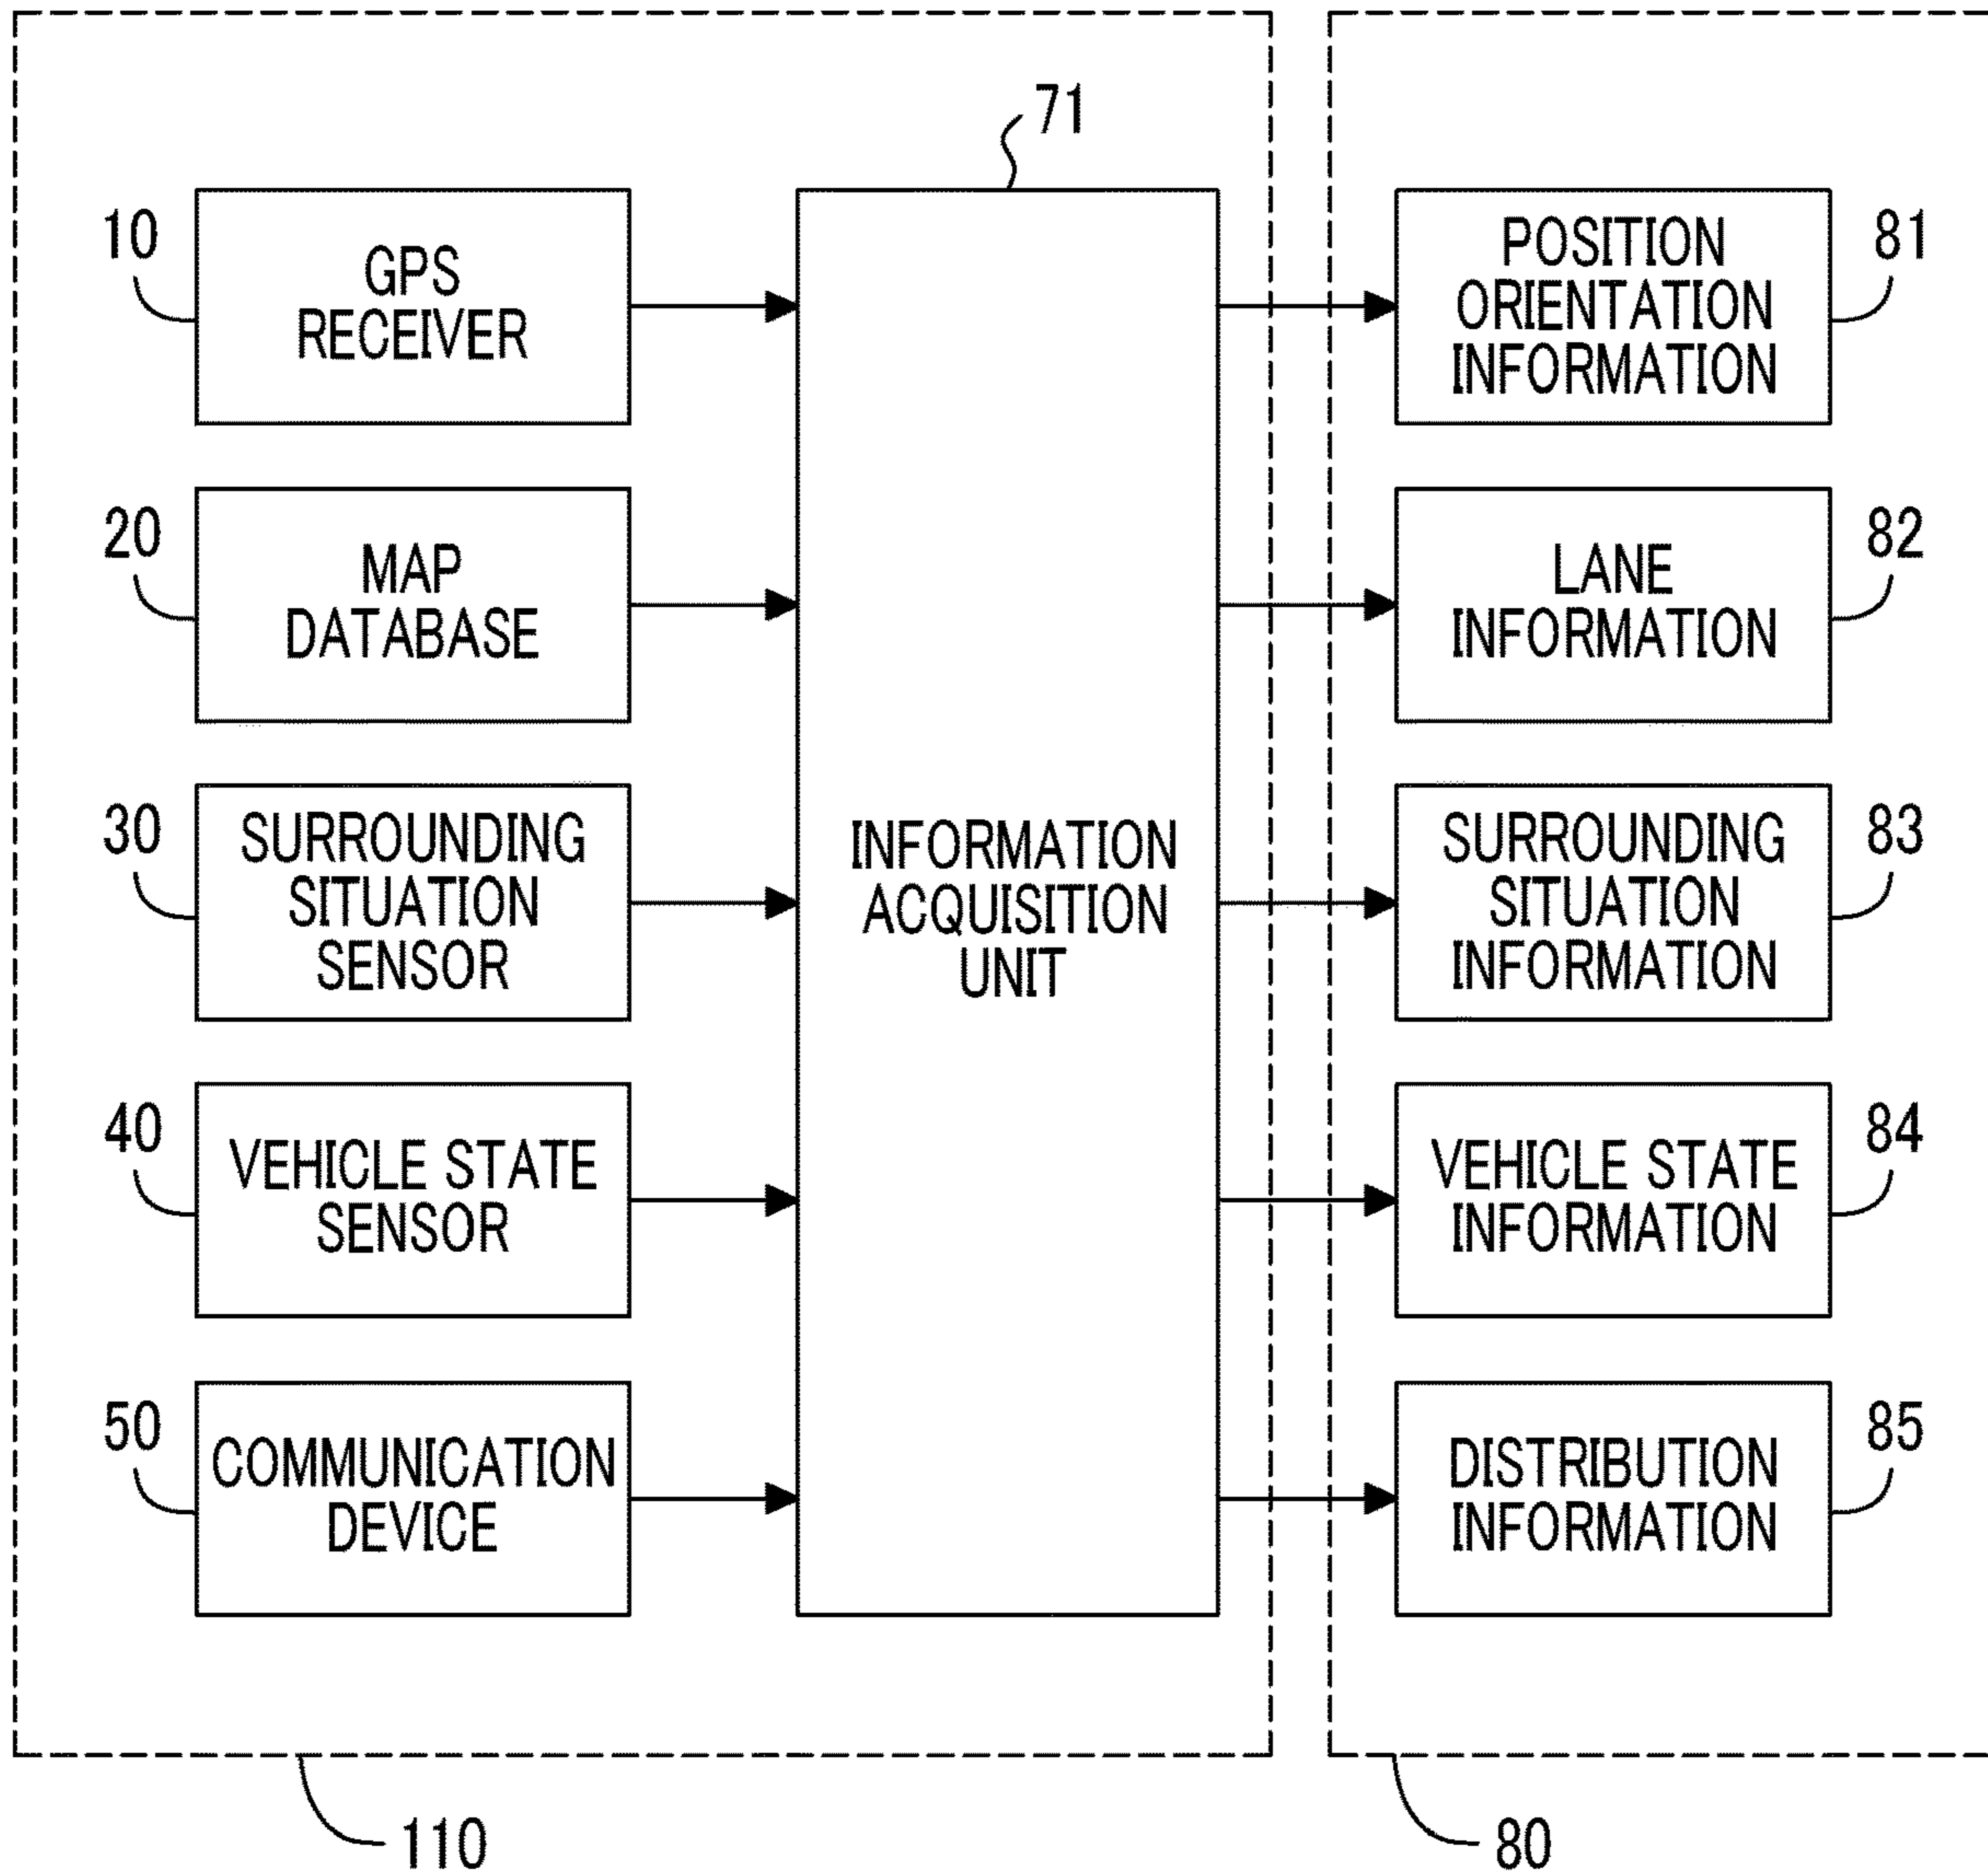 71
10
GPS
RECEIVER
POSITION
ORIENTATION
INFORMATION
81
20
MAP
DATABASE
LANE
INFORMATION
82
30
SURROUNDING
SITUATION
SENSOR
INFORMATION
ACQUISITION
UNIT
SURROUNDING
SITUATION
INFORMATION
83
40
VEHICLE STATE
SENSOR
VEHICLE STATE
INFORMATION
84
50
COMMUNICATION
DEVICE
DISTRIBUTION
INFORMATION
85
110
80